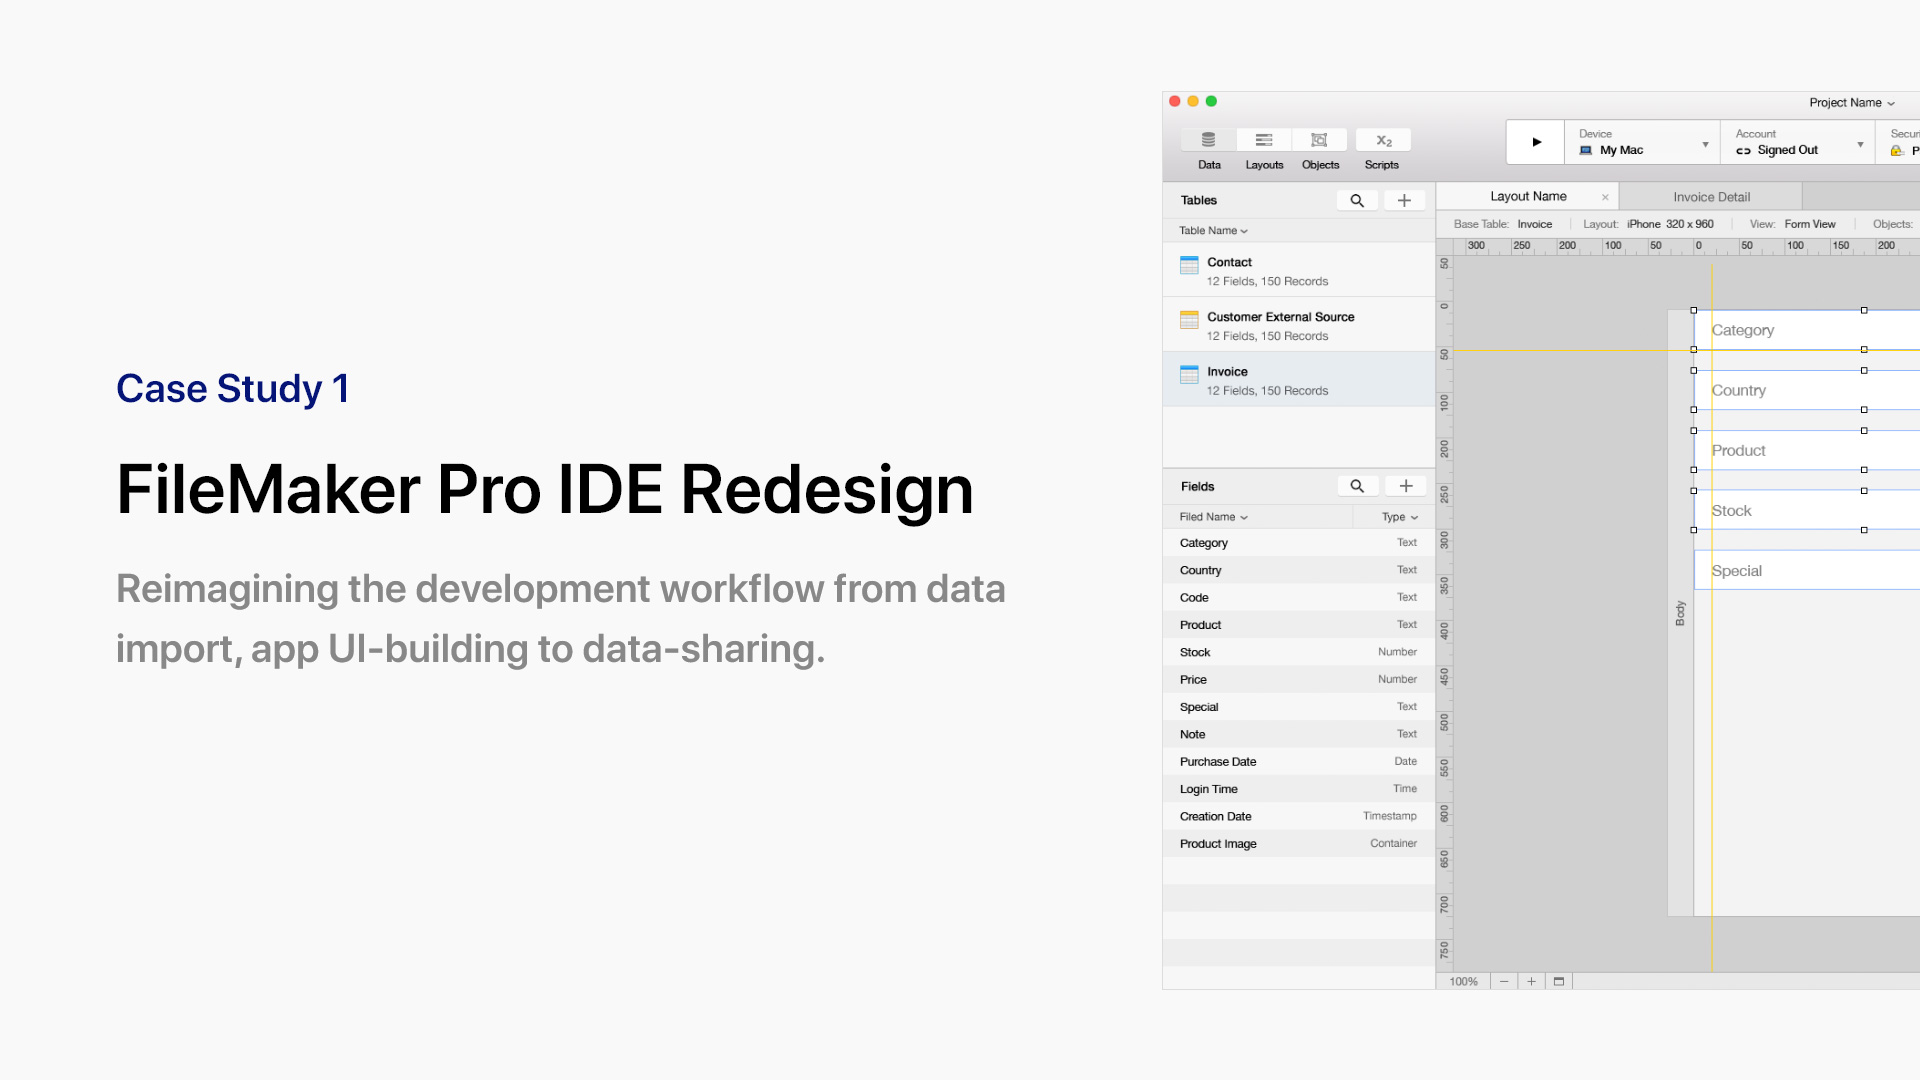 Case Study 1
FileMaker Pro IDE Redesign
Reimagining the development workflow from data
import, app UI-building to data-sharing.
Project Name
Data
Layouts
Objects
X2
Scripts
Device
My Mac
Account
Signed Out
Tables
Table Name
Contact
12 Fields, 150 Records
Customer External Source
12 Fields, 150 Records
Invoice
12 Fields, 150 Records
Fields
Filed Name Type
Category Text
Country Text
Code Text
Product Text
Stock Number
Price Number
Special Text
Note Text
Purchase Date Date
Login Time Time
Creation Date Timestamp
Product Image Container
Layout Name
Invoice Detail
Base Table: Invoice Layout: iPhone 320 x 960 View: Form View Objects:
300 250 200 100 50 0 50 100 150 200
50
0
50
100
200
250
300
350
400
450
500
550
600
650
700
750
Category
Country
Product
Stock
Special
Body
100%